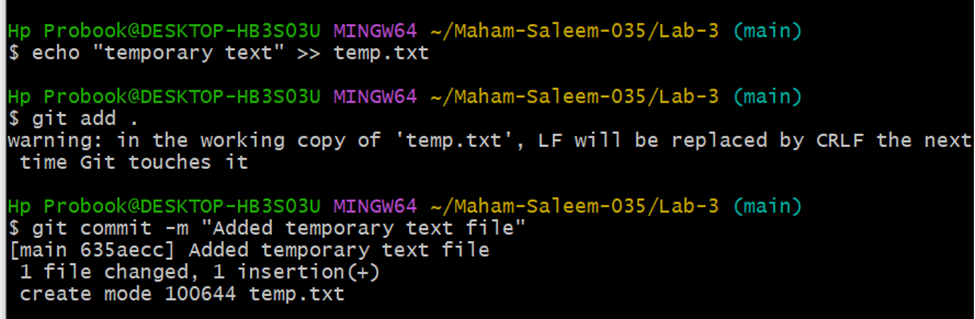 Hp Probook@DESKTOP-HB3SO3U MINGW64 ~/Maham-Saleem-035/Lab-3 (main)
$ echo "temporary text" >> temp.txt
Hp Probook@DESKTOP-HB3SO3U MINGW64 ~/Maham-Saleem-035/Lab-3 (main)
$ git add .
warning: in the working copy of 'temp.txt', LF will be replaced by CRLF the next
 time Git touches it
Hp Probook@DESKTOP-HB3SO3U MINGW64 ~/Maham-Saleem-035/Lab-3 (main)
$ git commit -m "Added temporary text file"
[main 635aecc] Added temporary text file
 1 file changed, 1 insertion(+)
 create mode 100644 temp.txt